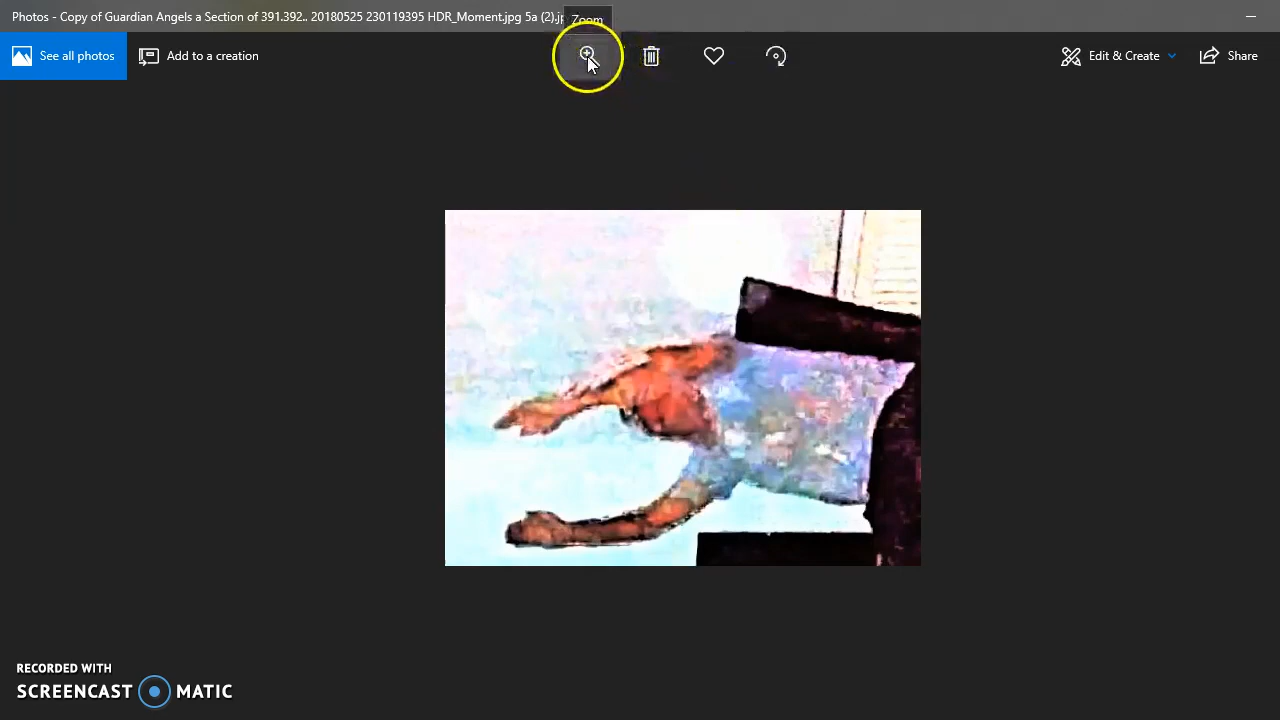 Photos - Copy of Guardian Angels a Section of 391.392.. 20180525 230119395 HDR_Moment.jpg 5a (2).jp
Zoom
See all photos
Add to a creation
Edit & Create
Share
RECORDED WITH
SCREENCAST MATIC